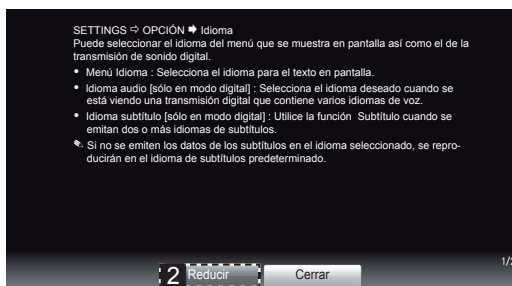 SETTINGS ⇨ OPCIÓN ➡ Idioma
Puede seleccionar el idioma del menú que se muestra en pantalla así como el de la
transmisión de sonido digital.
• Menú Idioma : Selecciona el idioma para el texto en pantalla.
• Idioma audio [sólo en modo digital] : Selecciona el idioma deseado cuando se
está viendo una transmisión digital que contiene varios idiomas de voz.
• Idioma subtítulo [sólo en modo digital] : Utilice la función Subtítulo cuando se
emitan dos o más idiomas de subtítulos.
✎ Si no se emiten los datos de los subtítulos en el idioma seleccionado, se repro-
ducirán en el idioma de subtítulos predeterminado.
1/2
2 Reducir Cerrar